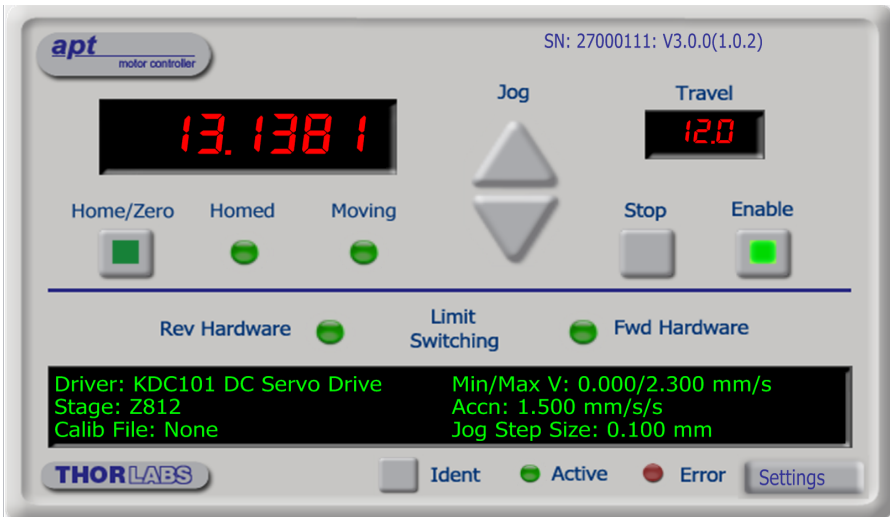 apt
motor controller
SN: 27000111: V3.0.0(1.0.2)
Jog
Travel
13.1381
12.0
Home/Zero
Homed
Moving
Stop
Enable
Rev Hardware
Limit
Switching
Fwd Hardware
Driver: KDC101 DC Servo Drive
Stage: Z812
Calib File: None
Min/Max V: 0.000/2.300 mm/s
Accn: 1.500 mm/s/s
Jog Step Size: 0.100 mm
THORLABS
Ident
Active
Error
Settings